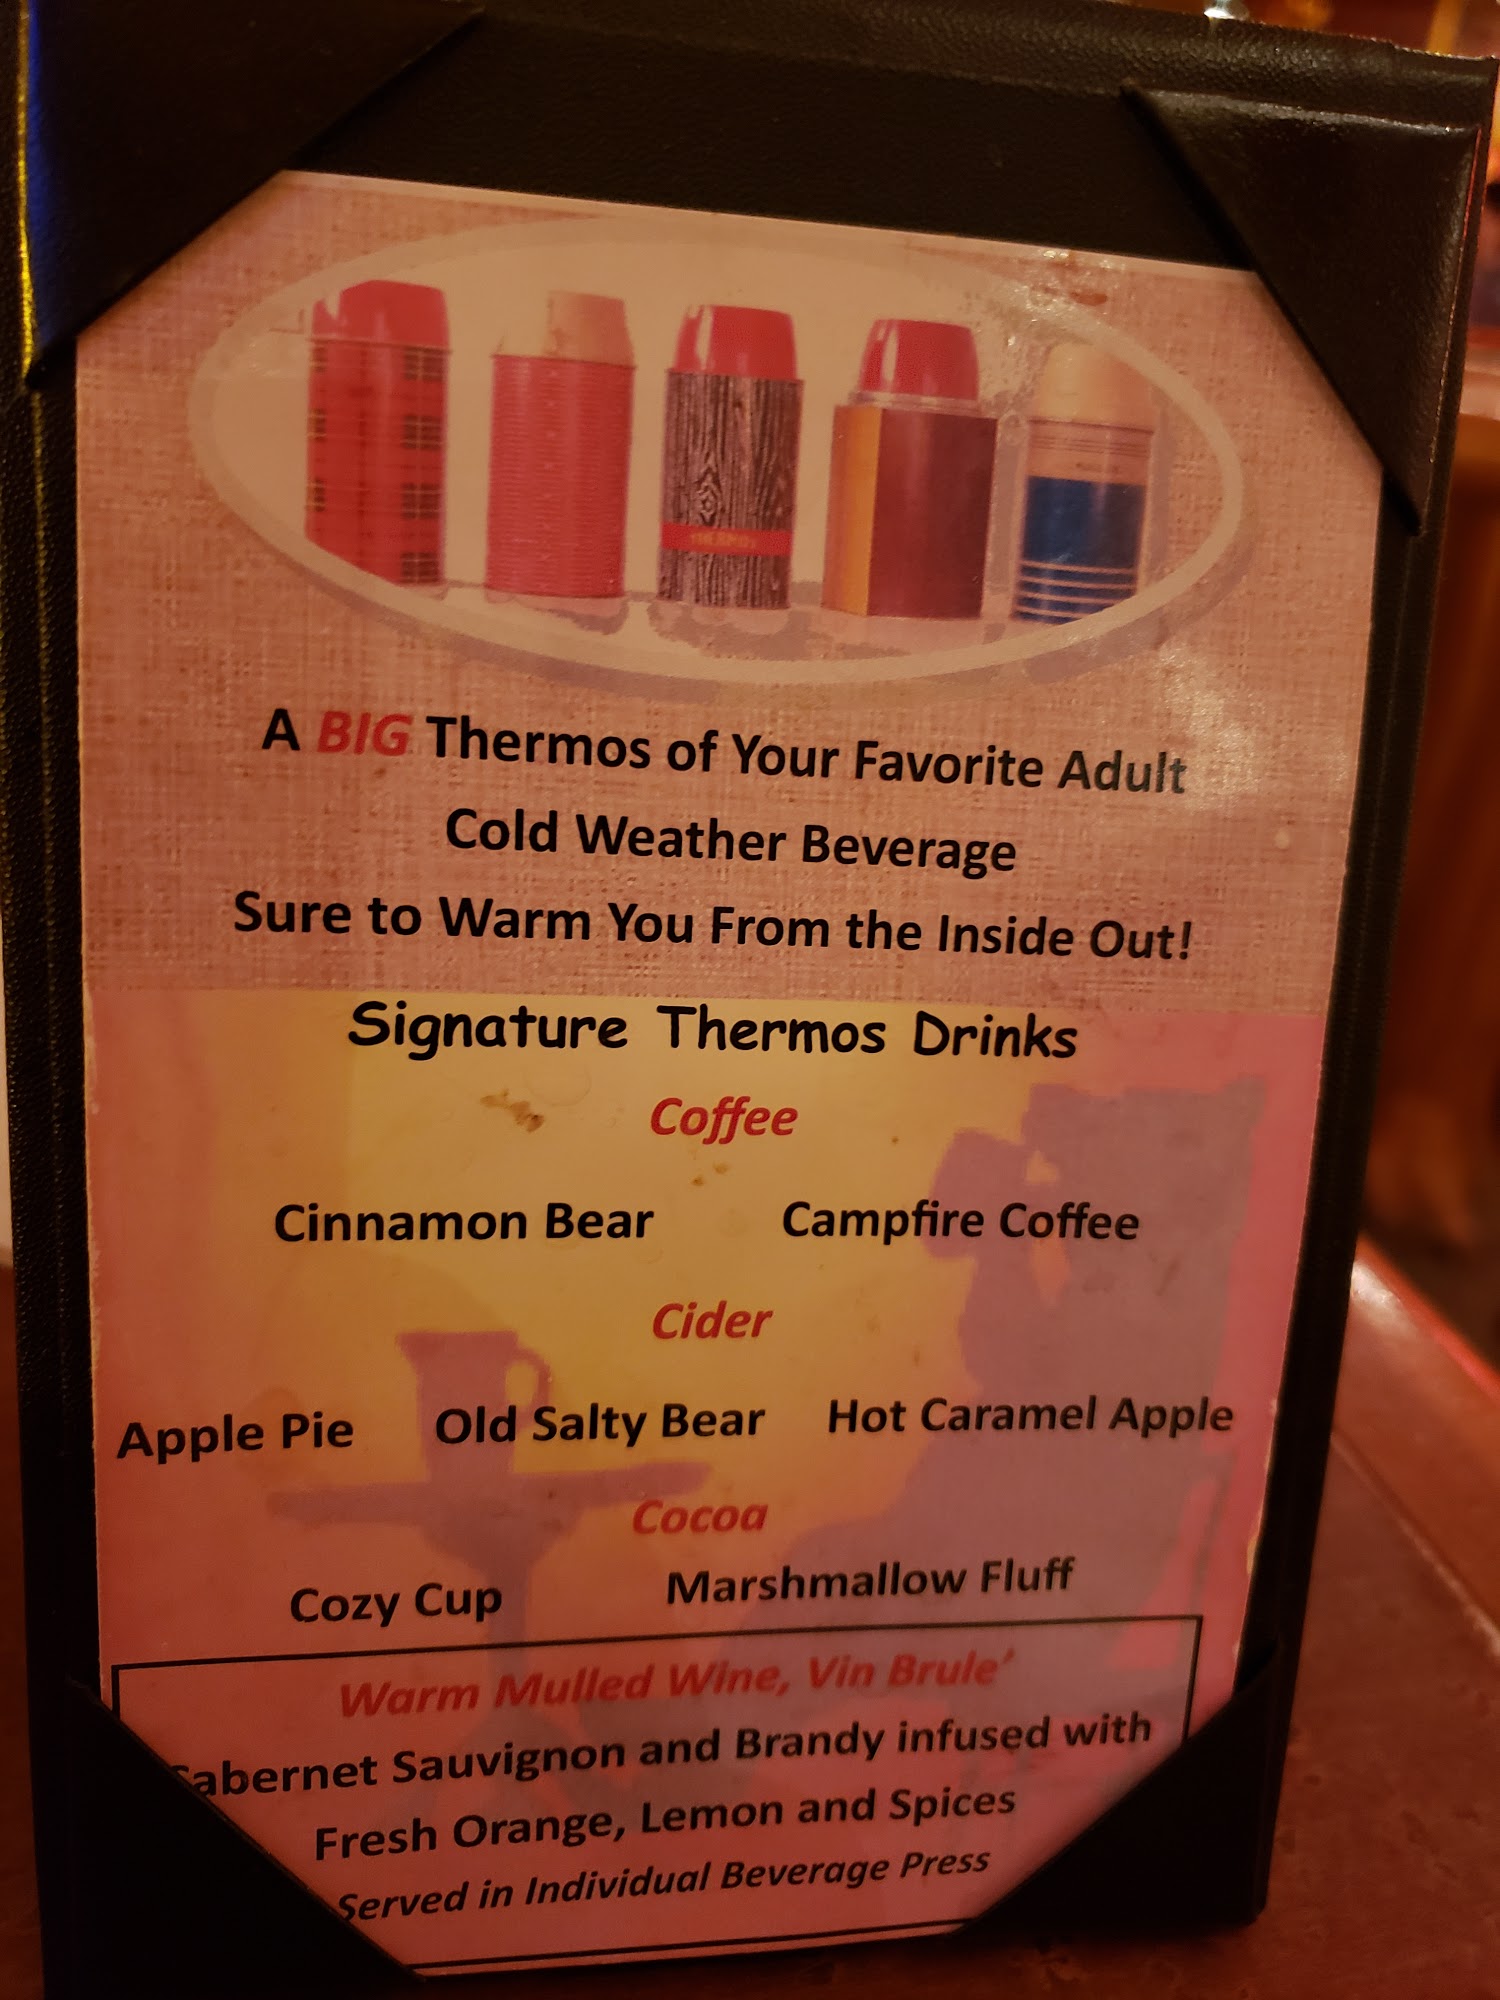 THERMOS
A BIG Thermos of Your Favorite Adult
Cold Weather Beverage
Sure to Warm You From the Inside Out!
Signature Thermos Drinks
Coffee
Cinnamon Bear Campfire Coffee
Cider
Apple Pie Old Salty Bear Hot Caramel Apple
Cocoa
Cozy Cup Marshmallow Fluff
Warm Mulled Wine, Vin Brule’
Cabernet Sauvignon and Brandy infused with
Fresh Orange, Lemon and Spices
Served in Individual Beverage Press